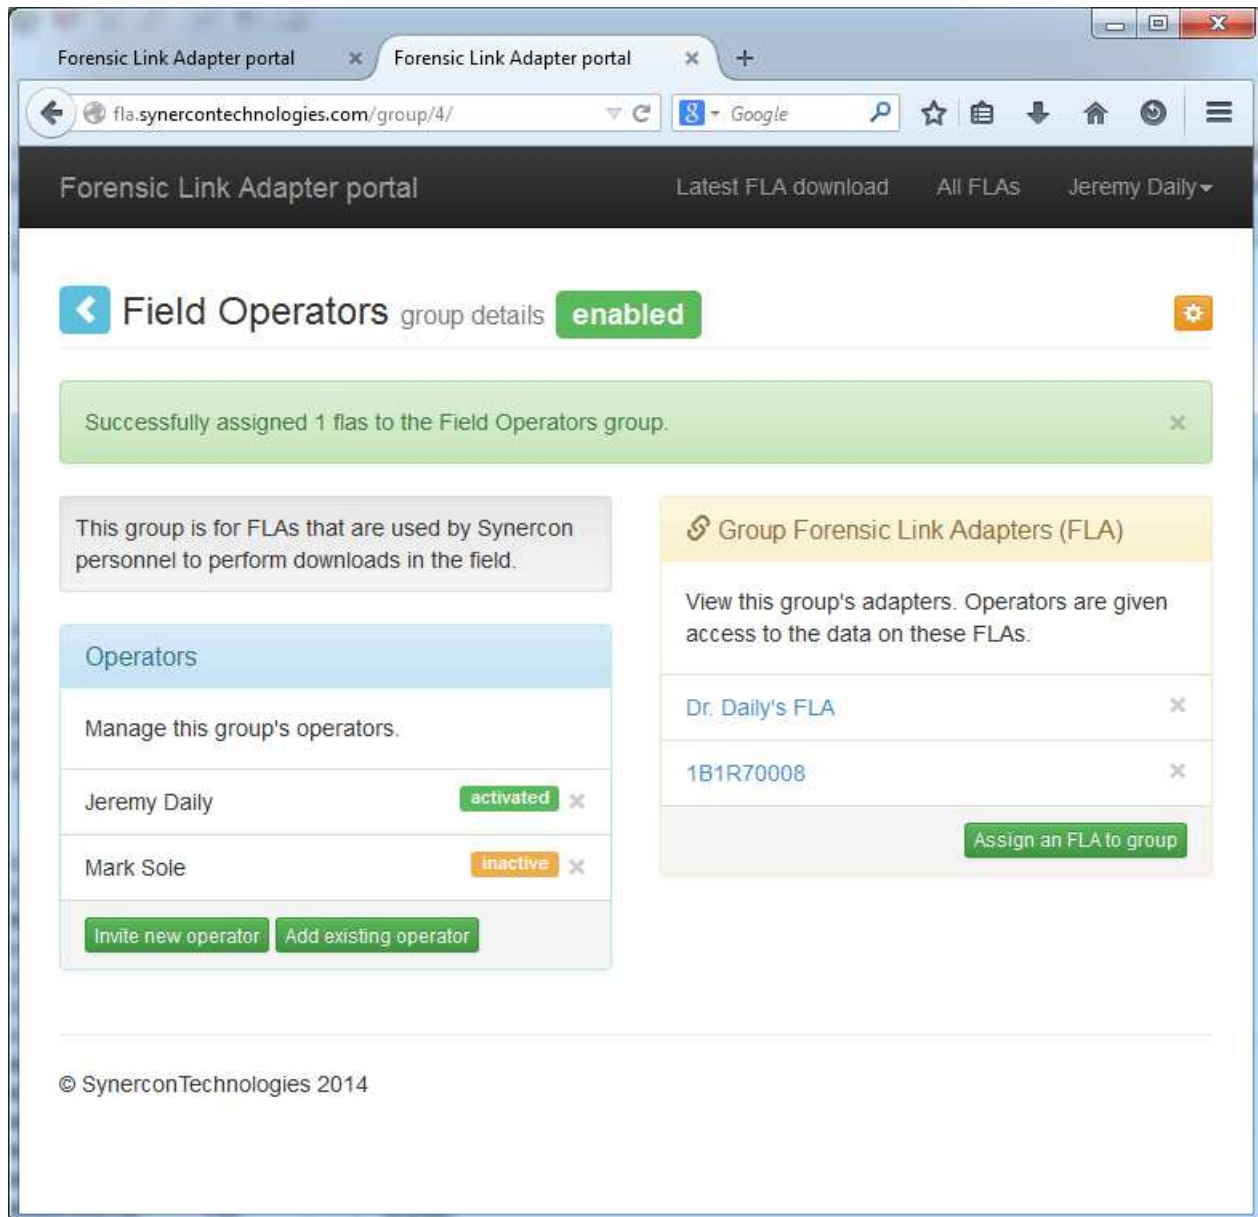 Forensic Link Adapter portal
Forensic Link Adapter portal
fla.synercontechnologies.com/group/4/
8 Google
Forensic Link Adapter portal
Latest FLA download
All FLAs
Jeremy Daily
Field Operators group details enabled
Successfully assigned 1 flas to the Field Operators group.
This group is for FLAs that are used by Synercon
personnel to perform downloads in the field.
Operators
Manage this group's operators.
Jeremy Daily activated
Mark Sole inactive
Invite new operator Add existing operator
Group Forensic Link Adapters (FLA)
View this group's adapters. Operators are given
access to the data on these FLAs.
Dr. Daily's FLA
1B1R70008
Assign an FLA to group
© SynerconTechnologies 2014